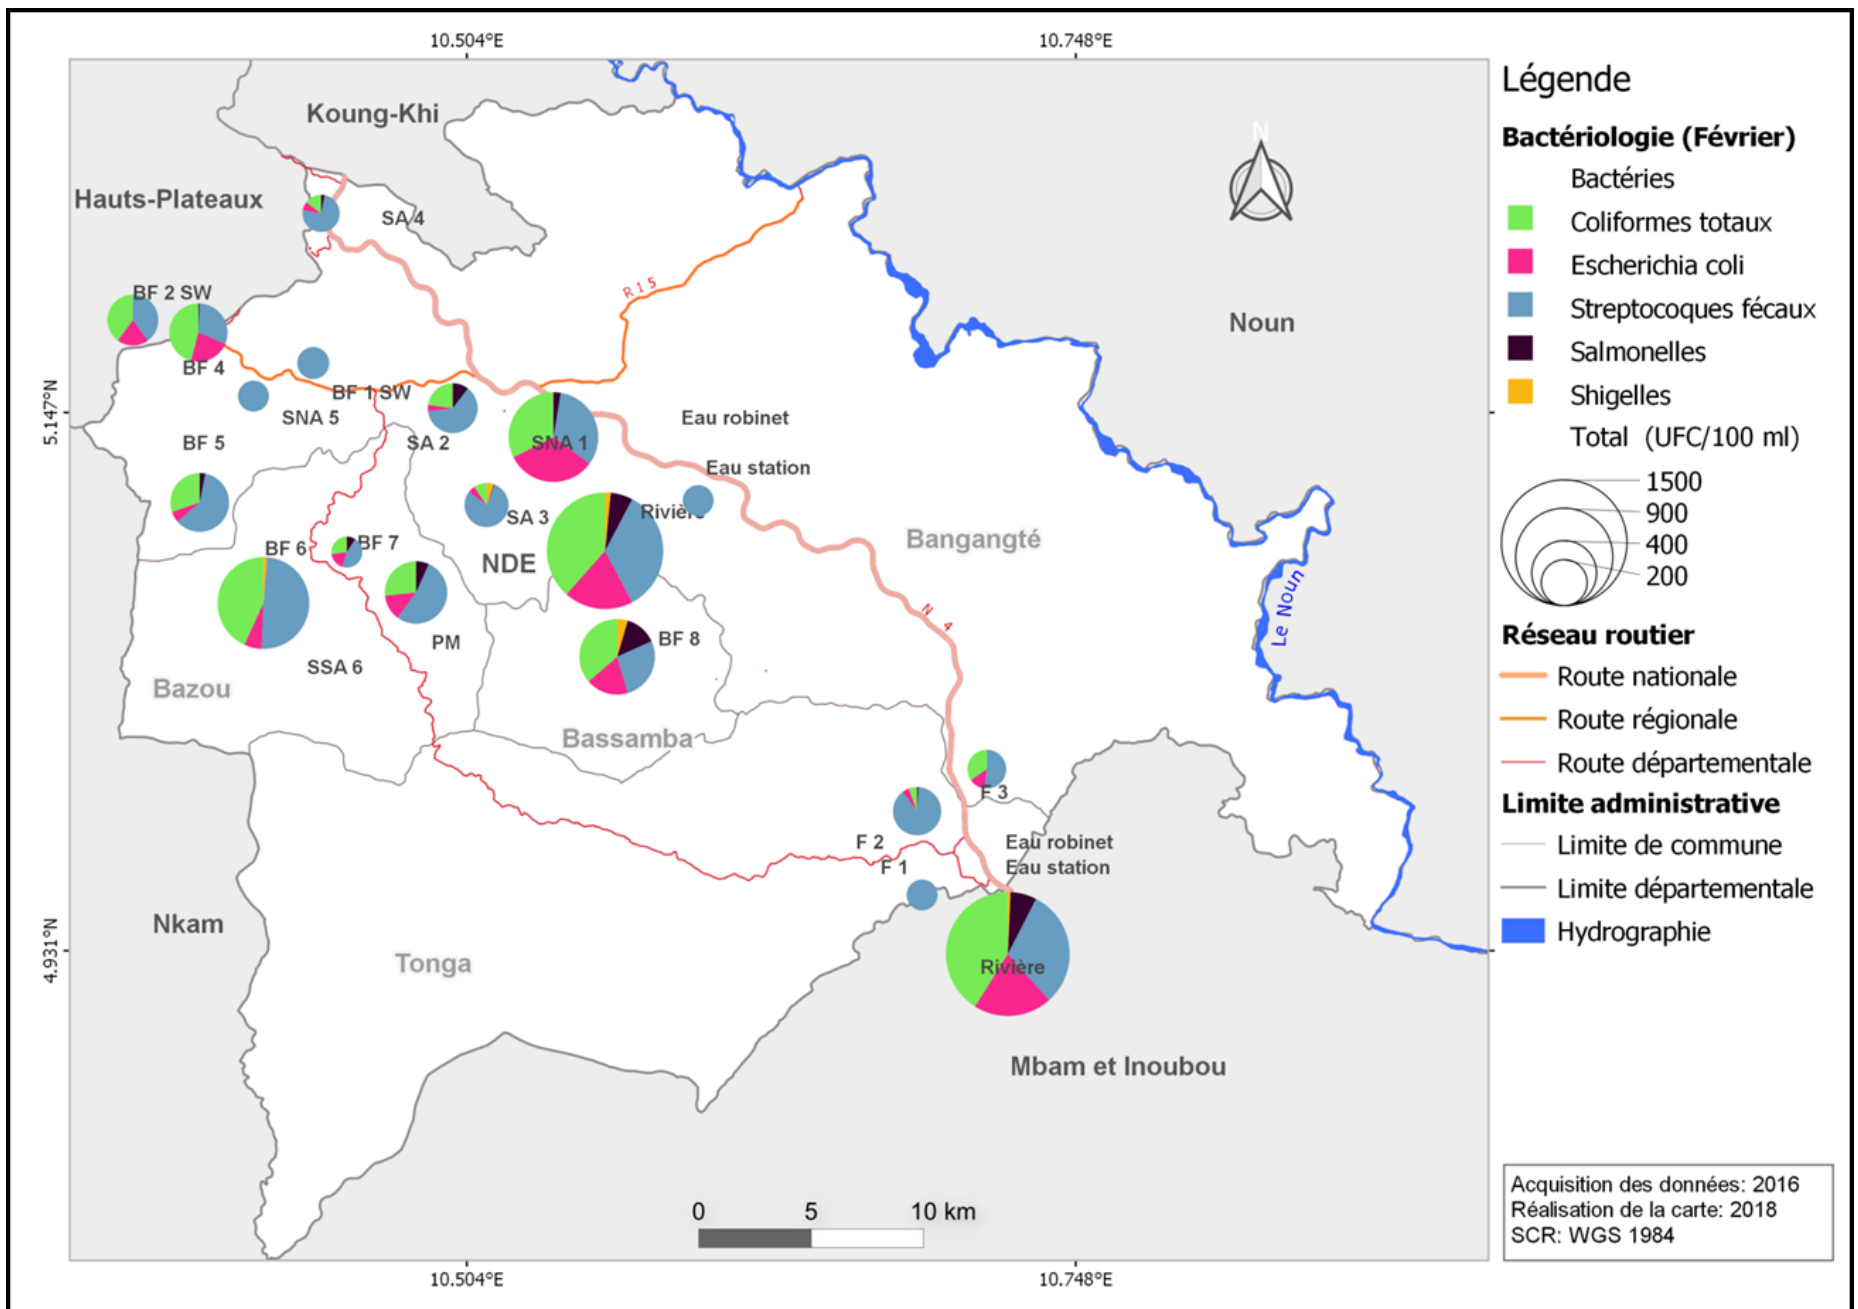 10.504°E
10.748°E
Koung-Khi
Hauts-Plateaux
SA 4
N
BF 2 SW
R 1 5
Noun
BF 4
BF 1 SW
5.147°N
SNA 5
SA 2
SNA 1
Eau robinet
BF 5
Eau station
SA 3
Rivière
Bangangté
BF 6
BF 7
NDE
Le Noun
N 4
PM
BF 8
SSA 6
Bazou
Bassamba
F 3
F 2
Eau robinet
F 1
Eau station
Nkam
4.931°N
Tonga
Rivière
Mbam et Inoubou
0
5
10 km
10.504°E
10.748°E
Légende
Bactériologie (Février)
Bactéries
Coliformes totaux
Escherichia coli
Streptocoques fécaux
Salmonelles
Shigelles
Total (UFC/100 ml)
1500
900
400
200
Réseau routier
Route nationale
Route régionale
Route départementale
Limite administrative
Limite de commune
Limite départementale
Hydrographie
Acquisition des données: 2016
Réalisation de la carte: 2018
SCR: WGS 1984